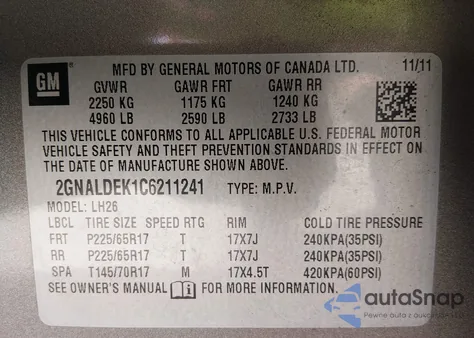 GM MFD BY GENERAL MOTORS OF CANADA LTD. 11/11
GVWR GAWR FRT GAWR RR
2250 KG 1175 KG 1240 KG
4960 LB 2590 LB 2733 LB
THIS VEHICLE CONFORMS TO ALL APPLICABLE U.S. FEDERAL MOTOR
VEHICLE SAFETY AND THEFT PREVENTION STANDARDS IN EFFECT ON
THE DATE OF MANUFACTURE SHOWN ABOVE.
2GNALDEK1C6211241 TYPE: M.P.V.
MODEL: LH26
LBCL TIRE SIZE SPEED RTG RIM COLD TIRE PRESSURE
FRT P225/65R17 T 17X7J 240KPA(35PSI)
RR P225/65R17 T 17X7J 240KPA(35PSI)
SPA T145/70R17 M 17X4.5T 420KPA(60PSI)
SEE OWNER'S MANUAL i FOR MORE INFORMATION.
autoSnap